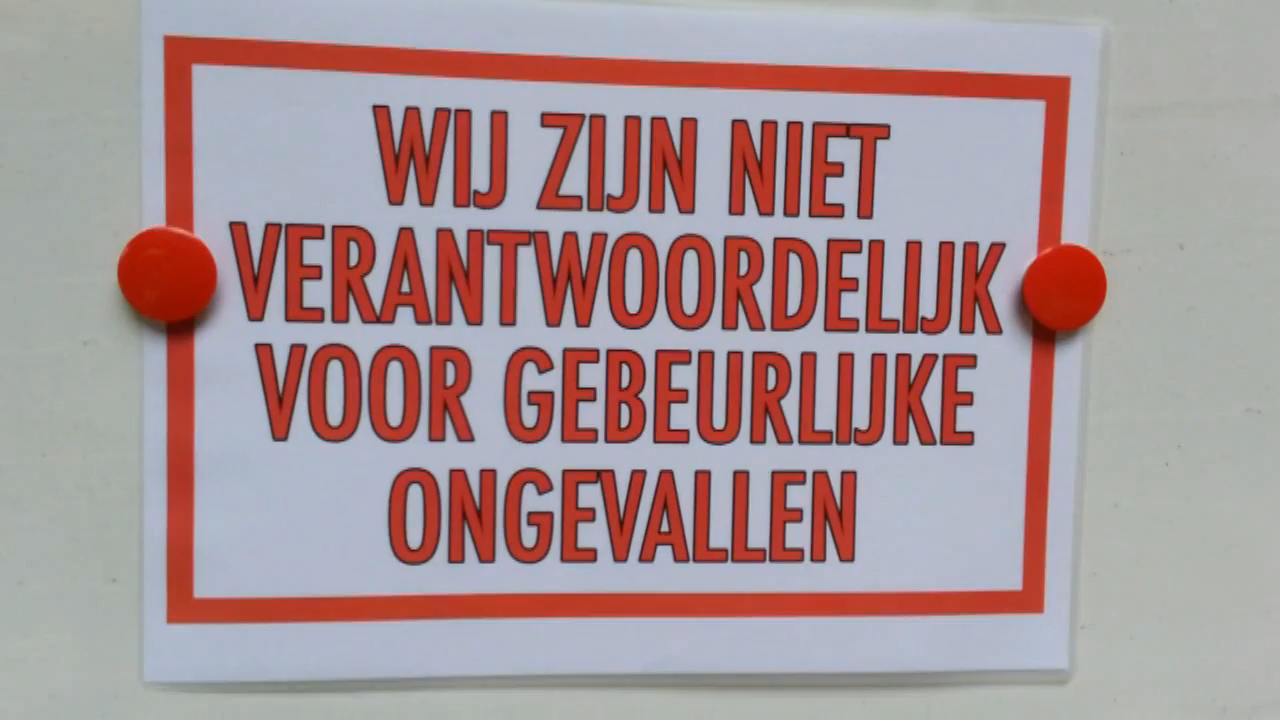 WIJ ZIJN NIET
VERANTWOORDELIJK
VOOR GEBEURLIJKE
ONGEVALLEN